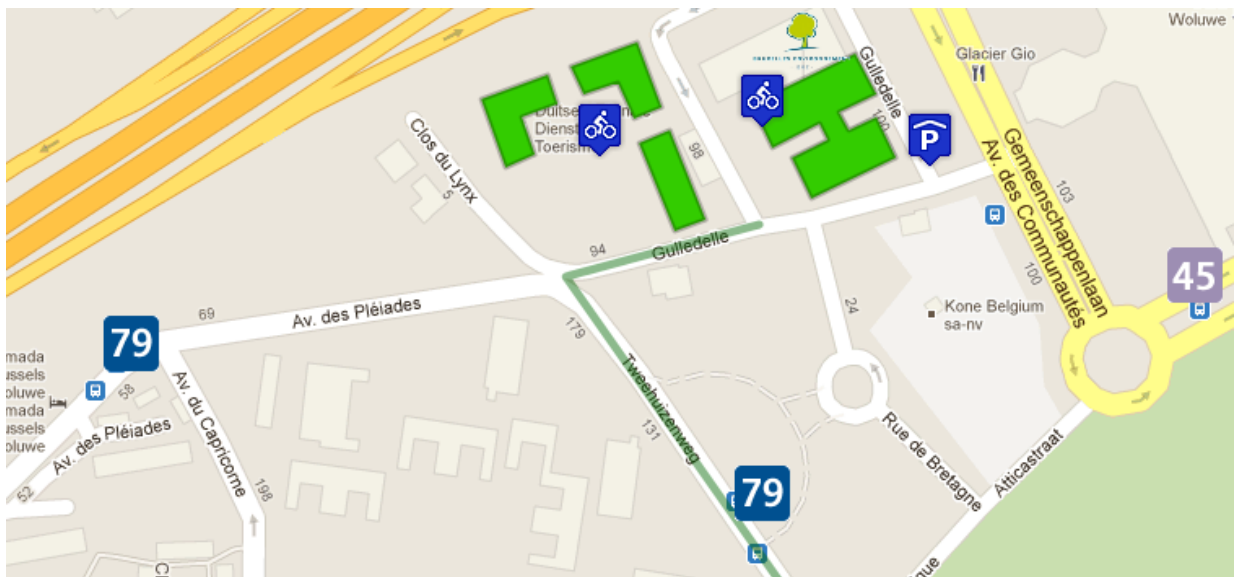 Woluwe
Glacier Gio
Gulledelle
100
P
Duitse
Dienst
Toerisme
98
Clos du Lynx
5
Gemeenschappenlaan
Av. des Communautés
103
100
94
Gulledelle
45
69
Av. des Pléiades
79
179
24
Kone Belgium
sa-nv
mada
ussels
oluwe
mada
ussels
oluwe
58
Av. des Pléiades
52
Av. du Capricorne
198
Tweehuizenweg
131
Rue de Bretagne
Atticastraat
79